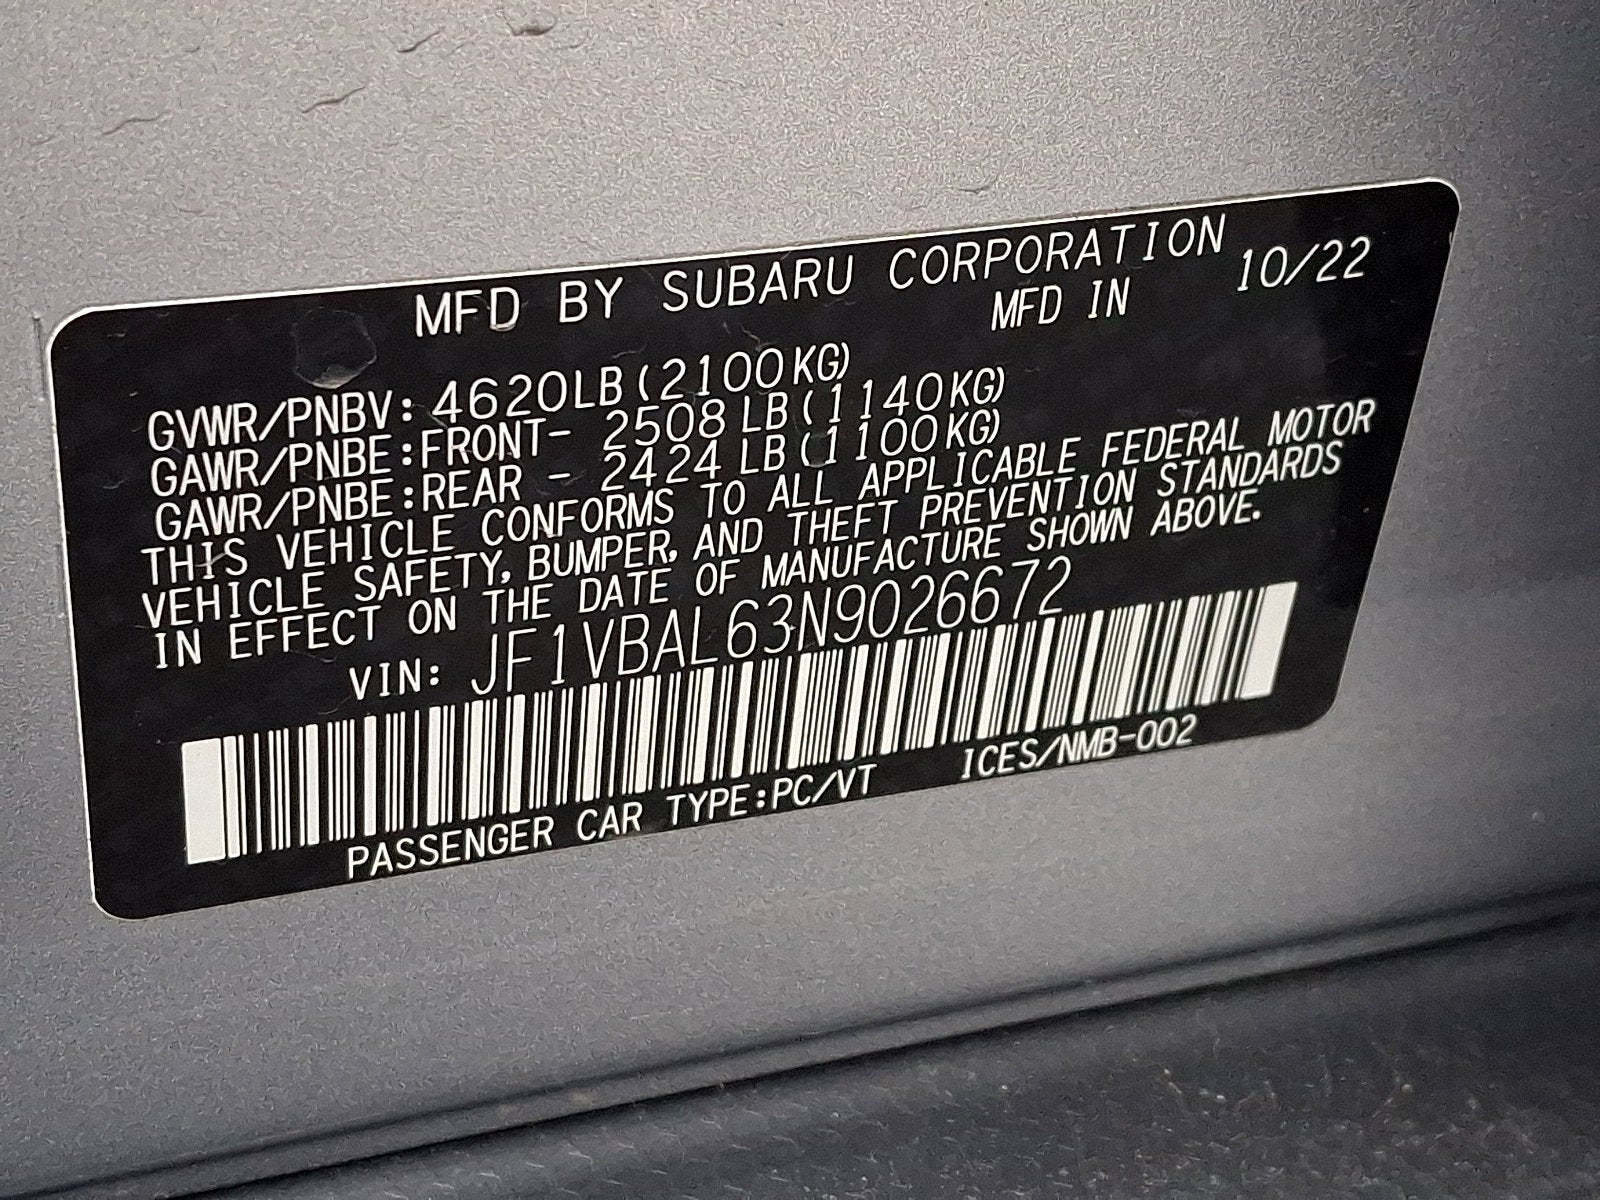 MFD BY SUBARU CORPORATION
MFD IN 10/22
GVWR/PNBV: 4620LB(2100KG)
GAWR/PNBE:FRONT- 2508LB(1140KG)
GAWR/PNBE:REAR - 2424LB(1100KG)
THIS VEHICLE CONFORMS TO ALL APPLICABLE FEDERAL MOTOR
VEHICLE SAFETY, BUMPER, AND THEFT PREVENTION STANDARDS
IN EFFECT ON THE DATE OF MANUFACTURE SHOWN ABOVE.
VIN: JF1VBAL63N9026672
PASSENGER CAR TYPE:PC/VT ICES/NMB-002